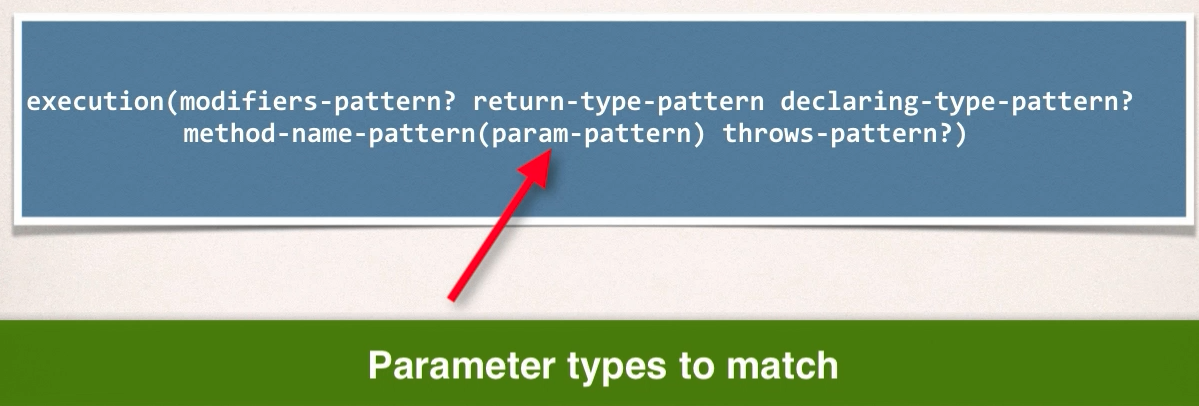 execution(modifiers-pattern? return-type-pattern declaring-type-pattern?
method-name-pattern(param-pattern) throws-pattern?)
Parameter types to match